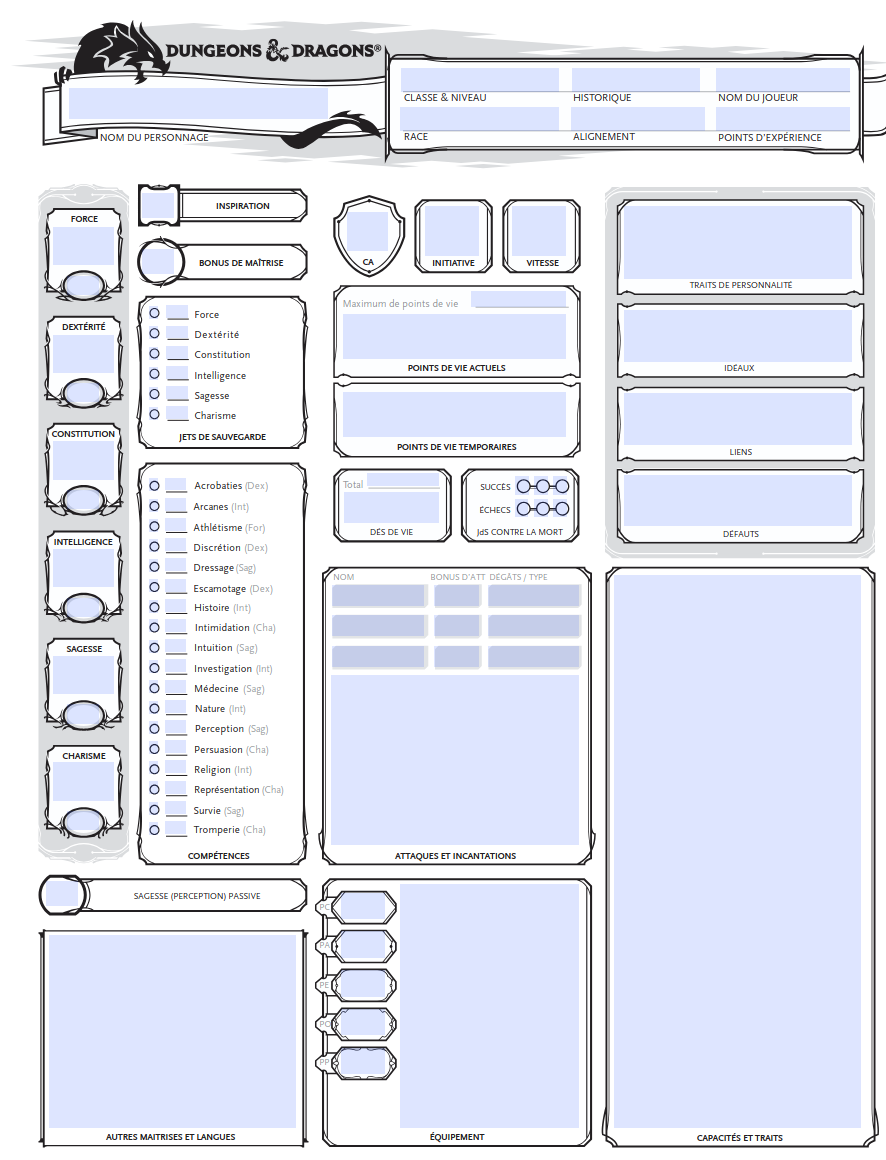 DUNGEONS & DRAGONS®
CLASSE & NIVEAU
HISTORIQUE
NOM DU JOUEUR
NOM DU PERSONNAGE
RACE
ALIGNEMENT
POINTS D'EXPÉRIENCE
FORCE
DEXTÉRITÉ
CONSTITUTION
INTELLIGENCE
SAGESSE
CHARISME
INSPIRATION
BONUS DE MAÎTRISE
Force
Dextérité
Constitution
Intelligence
Sagesse
Charisme
JETS DE SAUVEGARDE
Acrobaties (Dex)
Arcanes (Int)
Athlétisme (For)
Discrétion (Dex)
Dressage (Sag)
Escamotage (Dex)
Histoire (Int)
Intimidation (Cha)
Intuition (Sag)
Investigation (Int)
Médecine (Sag)
Nature (Int)
Perception (Sag)
Persuasion (Cha)
Religion (Int)
Représentation (Cha)
Survie (Sag)
Tromperie (Cha)
COMPÉTENCES
SAGESSE (PERCEPTION) PASSIVE
AUTRES MAITRISES ET LANGUES
CA
INITIATIVE
VITESSE
Maximum de points de vie
POINTS DE VIE ACTUELS
POINTS DE VIE TEMPORAIRES
Total
DÉS DE VIE
SUCCÈS
ÉCHECS
JdS CONTRE LA MORT
NOM
BONUS D'ATT
DÉGÂTS / TYPE
ATTAQUES ET INCANTATIONS
PC
PA
PE
PO
PP
ÉQUIPEMENT
TRAITS DE PERSONNALITÉ
IDÉAUX
LIENS
DÉFAUTS
CAPACITÉS ET TRAITS